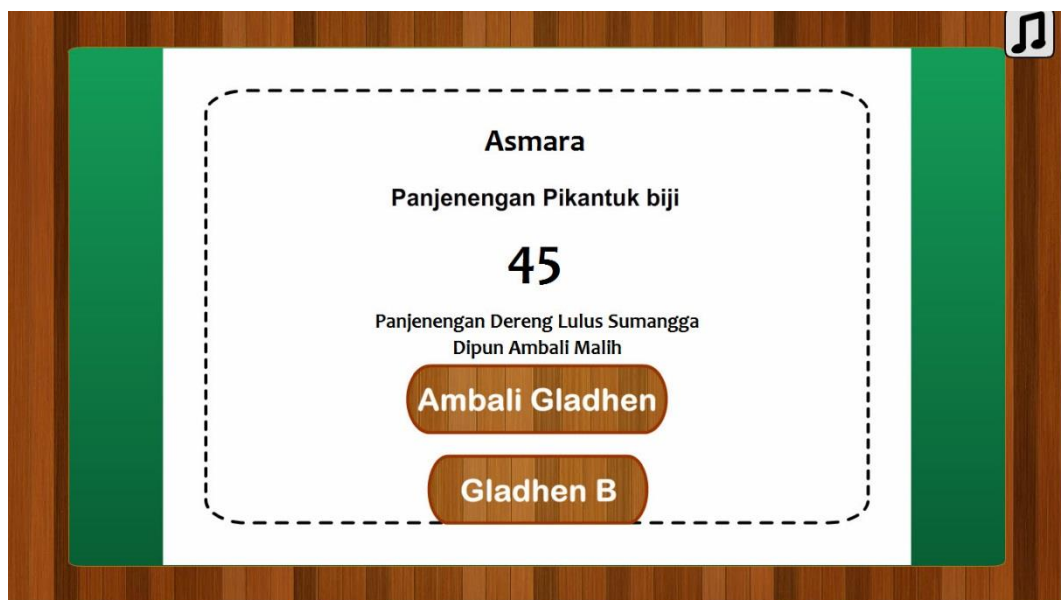 Asmara
Panjenengan Pikantuk biji
45
Panjenengan Dereng Lulus Sumangga
Dipun Ambali Malih
Ambali Gladhen
Gladhen B